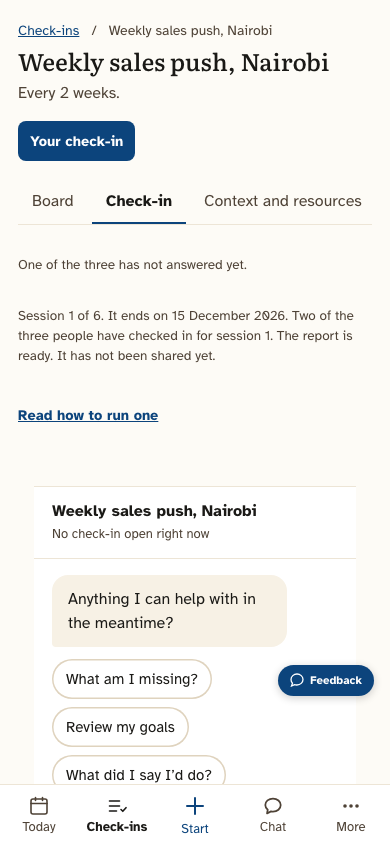 Check-ins / Weekly sales push, Nairobi
Weekly sales push, Nairobi
Every 2 weeks.
Your check-in
Board Check-in Context and resources
One of the three has not answered yet.
Session 1 of 6. It ends on 15 December 2026. Two of the
three people have checked in for session 1. The report is
ready. It has not been shared yet.
Read how to run one
Weekly sales push, Nairobi
No check-in open right now
Anything I can help with in
the meantime?
What am I missing?
Feedback
Review my goals
What did I say I'd do?
Today Check-ins Start Chat More